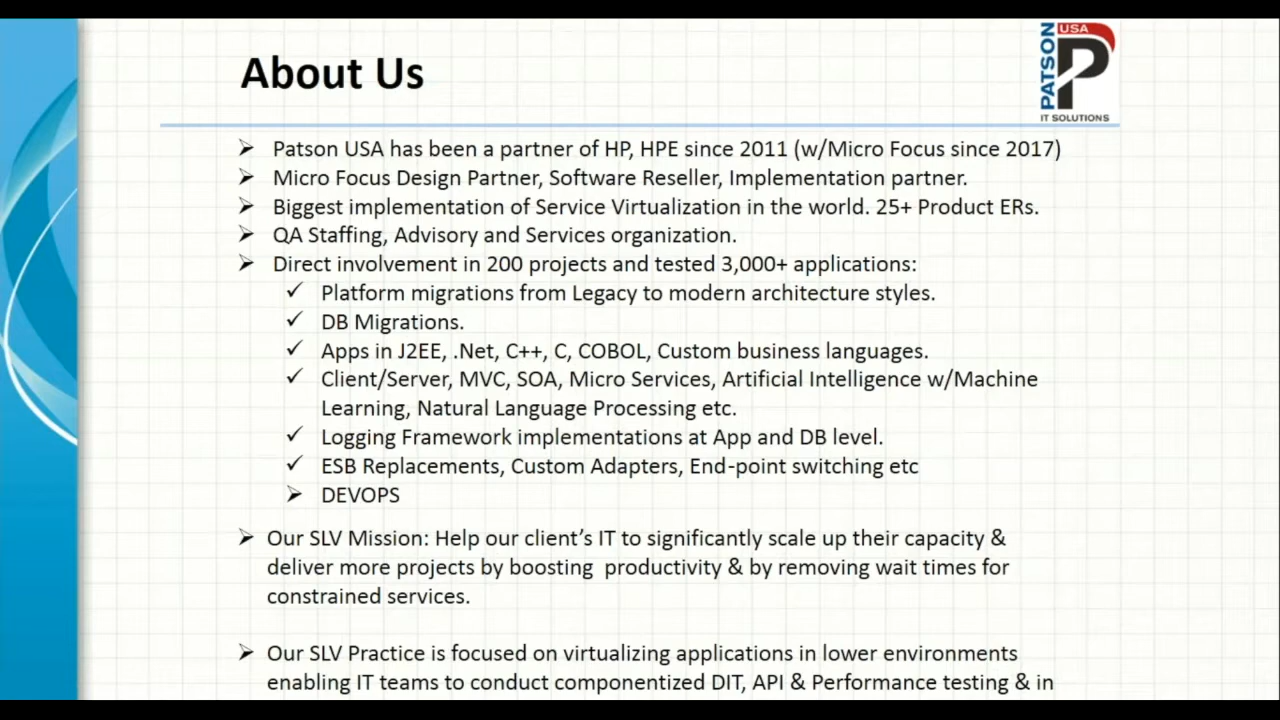 About Us
PATSON
USA
IT SOLUTIONS
Patson USA has been a partner of HP, HPE since 2011 (w/Micro Focus since 2017)
Micro Focus Design Partner, Software Reseller, Implementation partner.
Biggest implementation of Service Virtualization in the world. 25+ Product ERs.
QA Staffing, Advisory and Services organization.
Direct involvement in 200 projects and tested 3,000+ applications:
Platform migrations from Legacy to modern architecture styles.
DB Migrations.
Apps in J2EE, .Net, C++, C, COBOL, Custom business languages.
Client/Server, MVC, SOA, Micro Services, Artificial Intelligence w/Machine
Learning, Natural Language Processing etc.
Logging Framework implementations at App and DB level.
ESB Replacements, Custom Adapters, End-point switching etc
DEVOPS
Our SLV Mission: Help our client's IT to significantly scale up their capacity &
deliver more projects by boosting productivity & by removing wait times for
constrained services.
Our SLV Practice is focused on virtualizing applications in lower environments
enabling IT teams to conduct componentized DIT, API & Performance testing & in